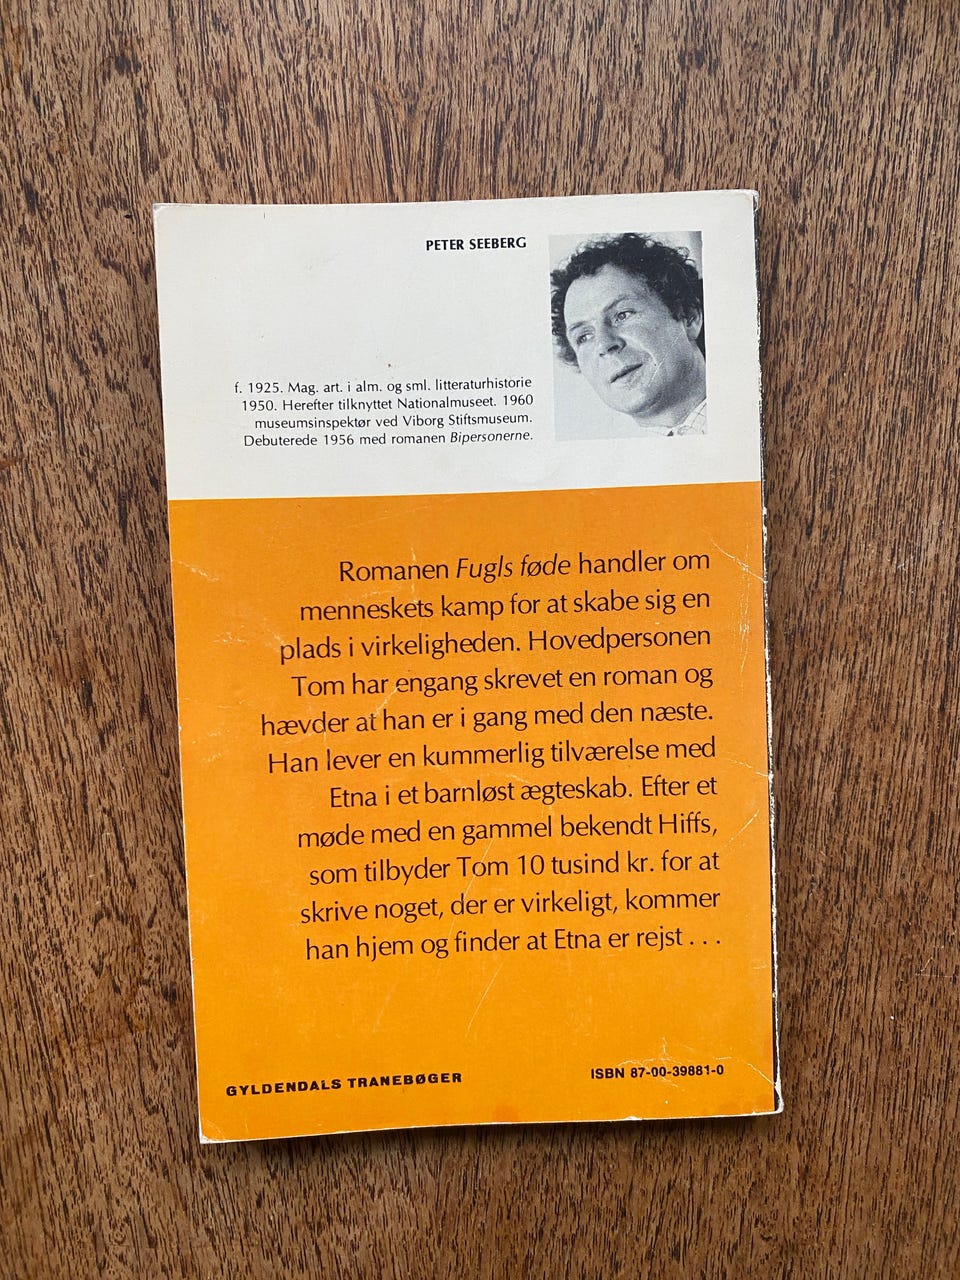 PETER SEEBERG
f. 1925. Mag. art. i alm. og sml. litteraturhistorie
1950. Herefter tilknyttet Nationalmuseet. 1960
museumsinspektør ved Viborg Stiftsmuseum.
Debuterede 1956 med romanen Bipersonerne.
Romanen Fugls føde handler om
menneskets kamp for at skabe sig en
plads i virkeligheden. Hovedpersonen
Tom har engang skrevet en roman og
hævder at han er i gang med den næste.
Han lever en kummerlig tilværelse med
Etna i et barnløst ægteskab. Efter et
møde med en gammel bekendt Hiffs,
som tilbyder Tom 10 tusind kr. for at
skrive noget, der er virkeligt, kommer
han hjem og finder at Etna er rejst . . .
GYLDENDALS TRANEBØGER
ISBN 87-00-39881-0